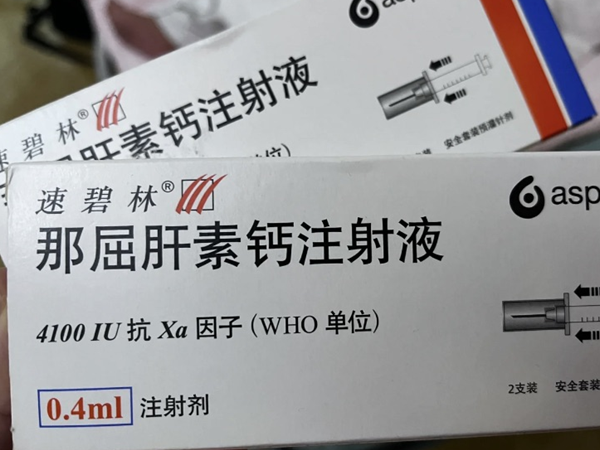 asp
速碧林®
那屈肝素钙注射液
安全套装预灌针剂
速碧林®
asp
那屈肝素钙注射液
4100 IU 抗 Xa 因子（WHO 单位）
2支装 安全套装
0.4ml 注射剂